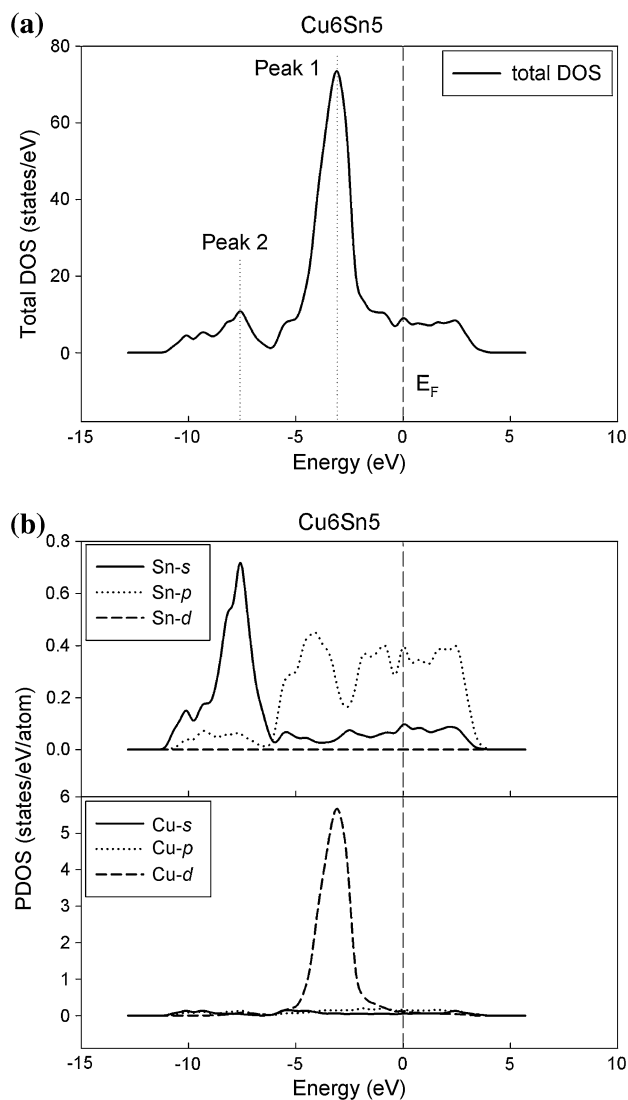 (a)
Cu6Sn5
80
60
40
20
0
Total DOS (states/eV)
Peak 1
Peak 2
total DOS
E_F
-15
-10
-5
0
5
10
Energy (eV)
(b)
Cu6Sn5
0.8
0.6
0.4
0.2
0.0
Sn-s
Sn-p
Sn-d
PDOS (states/eV/atom)
6
5
4
3
2
1
0
Cu-s
Cu-p
Cu-d
-15
-10
-5
0
5
10
Energy (eV)